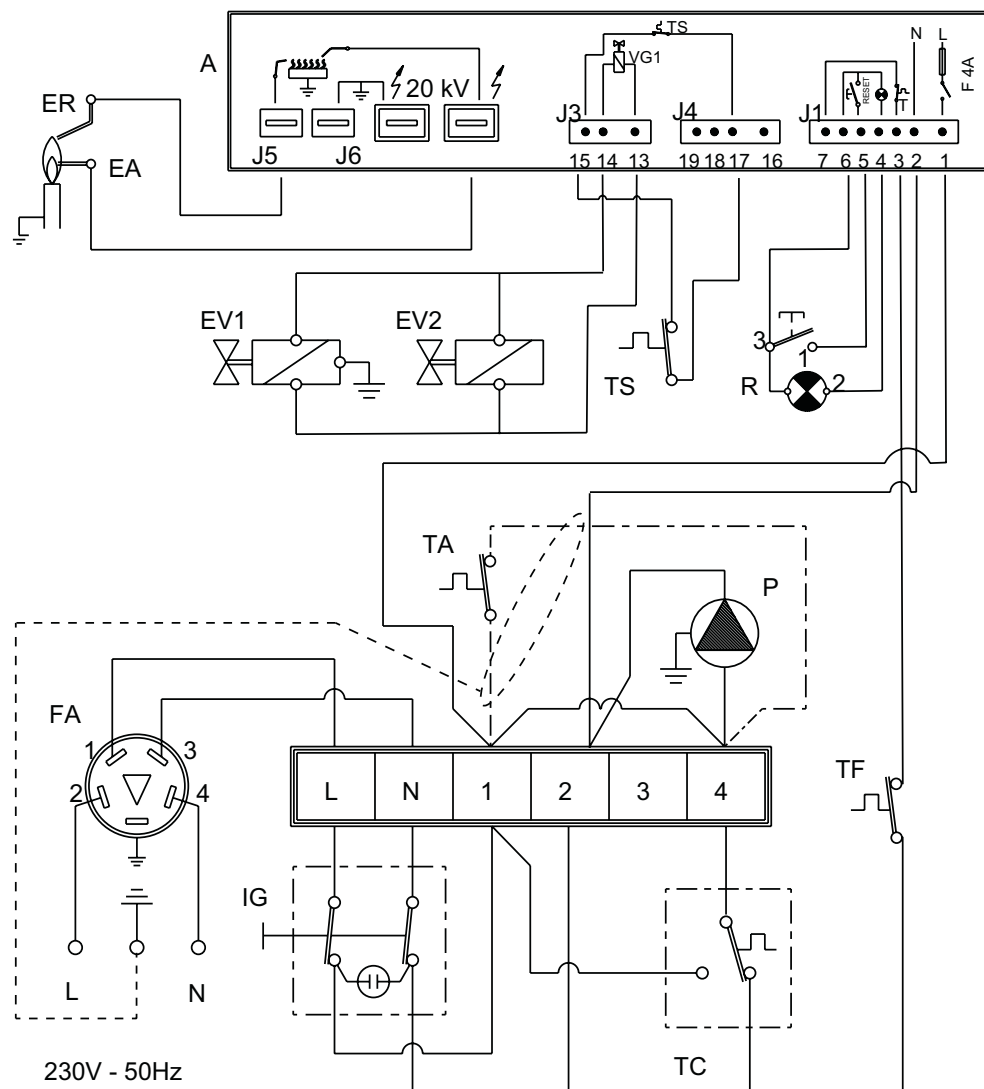 A
20 kV
TS
VG1
N L
F 4A
RESET
T
J3
J4
J1
J5
J6
15 14 13
19 18 17 16
7 6 5 4 3 2 1
ER
EA
EV1
EV2
TS
3
1
2
R
TA
P
FA
1
3
2
4
L N 1 2 3 4
TF
IG
L
N
TC
230V - 50Hz